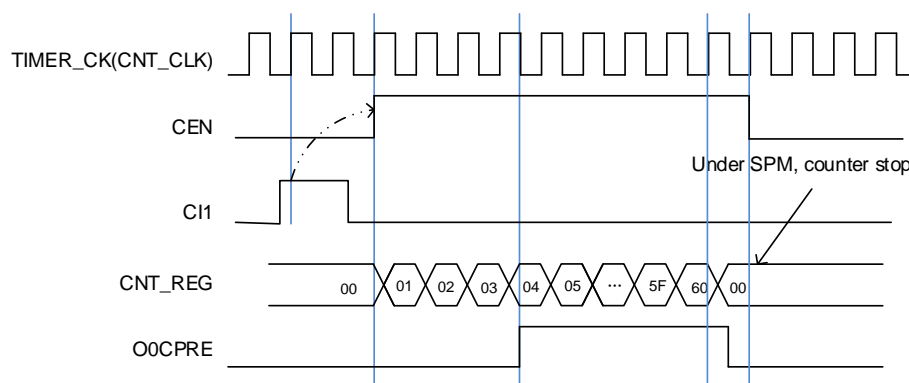 TIMER_CK(CNT_CLK)
CEN
Under SPM, counter stop
CI1
CNT_REG 00 01 02 03 04 05 ... 5F 60 00
O0CPRE